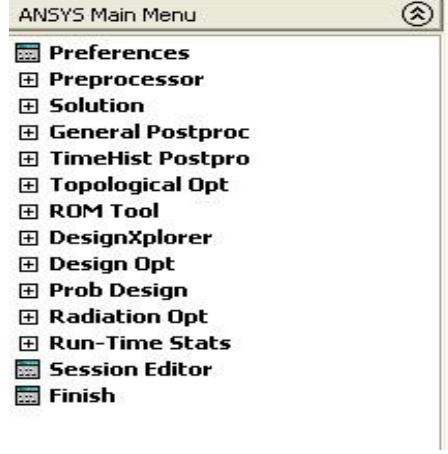 ANSYS Main Menu
Preferences
Preprocessor
Solution
General Postproc
TimeHist Postpro
Topological Opt
ROM Tool
DesignXplorer
Design Opt
Prob Design
Radiation Opt
Run-Time Stats
Session Editor
Finish